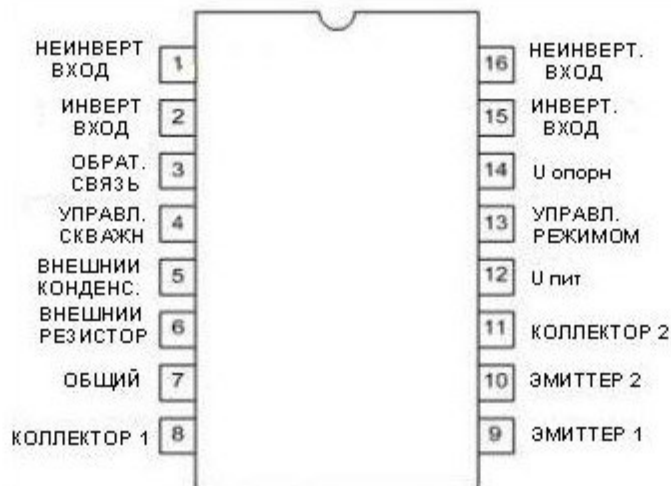 НЕИНВЕРТ
ВХОД
1
ИНВЕРТ
ВХОД
2
ОБРАТ.
СВЯЗЬ
3
УПРАВЛ.
СКВАЖН
4
ВНЕШНИИ
КОНДЕНС.
5
ВНЕШНИИ
РЕЗИСТОР
6
ОБЩИЙ
7
КОЛЛЕКТОР 1
8
16
НЕИНВЕРТ.
ВХОД
15
ИНВЕРТ.
ВХОД
14
U опорн
13
УПРАВЛ.
РЕЖИМОМ
12
U пит
11
КОЛЛЕКТОР 2
10
ЭМИТТЕР 2
9
ЭМИТТЕР 1